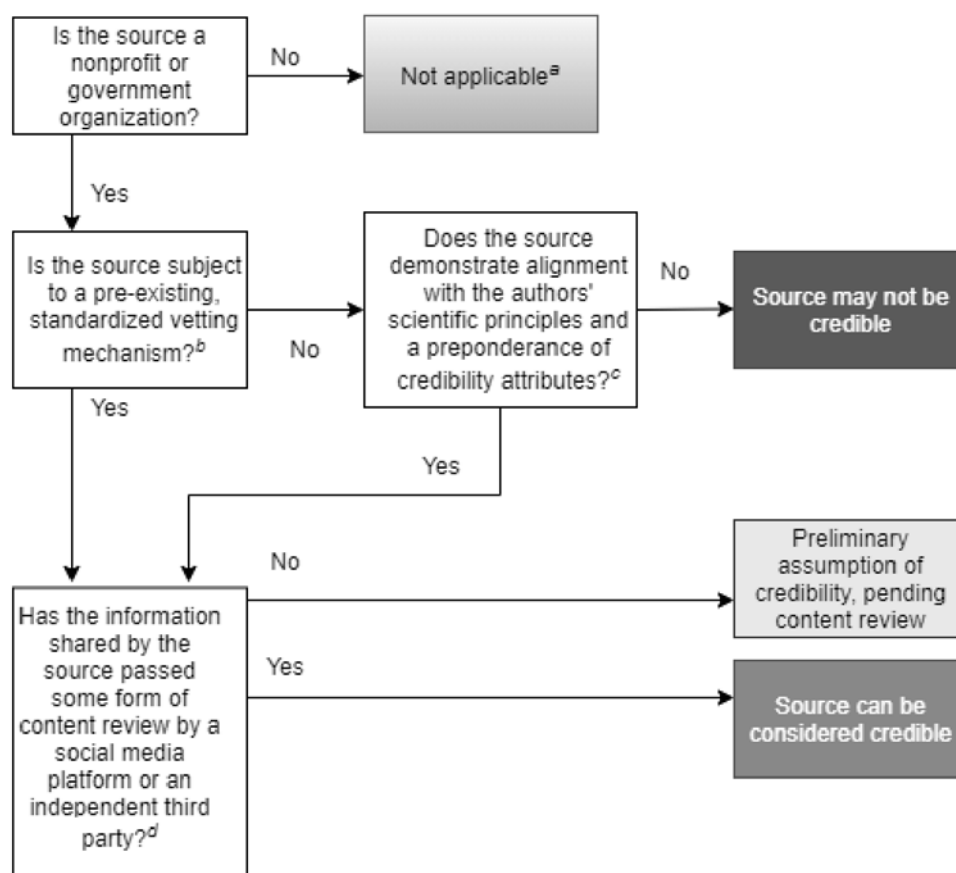 Is the source a
nonprofit or
government
organization?
No
Not applicableª
Yes
Is the source subject
to a pre-existing,
standardized vetting
mechanism?ᵇ
No
Does the source
demonstrate alignment
with the authors'
scientific principles and
a preponderance of
credibility attributes?ᶜ
No
Source may not be
credible
Yes
Yes
Has the information
shared by the
source passed
some form of
content review by a
social media
platform or an
independent third
party?ᵈ
No
Preliminary
assumption of
credibility, pending
content review
Yes
Source can be
considered credible